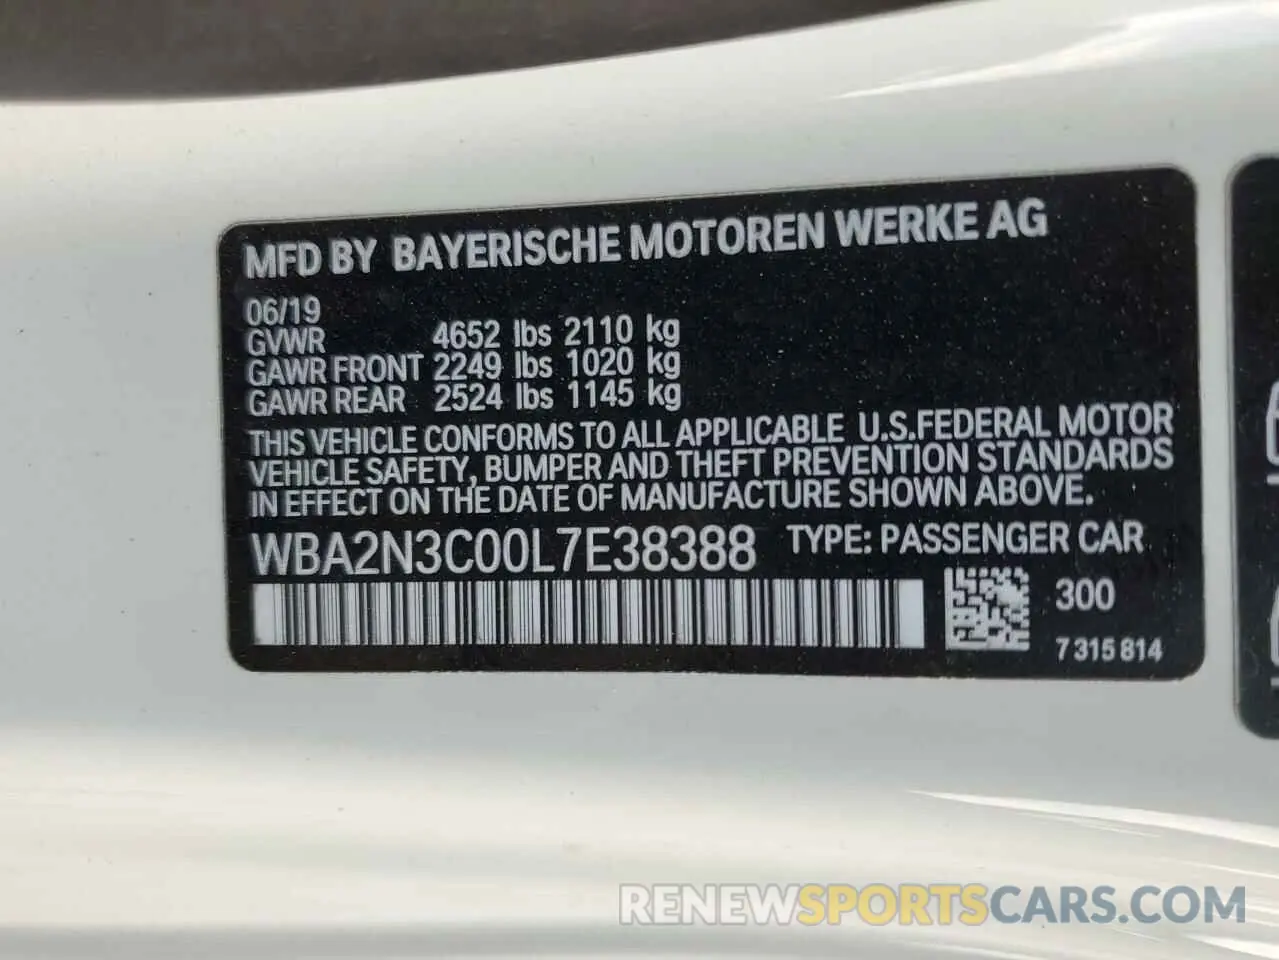 MFD BY BAYERISCHE MOTOREN WERKE AG
06/19
GVWR 4652 lbs 2110 kg
GAWR FRONT 2249 lbs 1020 kg
GAWR REAR 2524 lbs 1145 kg
THIS VEHICLE CONFORMS TO ALL APPLICABLE U.S.FEDERAL MOTOR
VEHICLE SAFETY, BUMPER AND THEFT PREVENTION STANDARDS
IN EFFECT ON THE DATE OF MANUFACTURE SHOWN ABOVE.
WBA2N3C00L7E38388 TYPE: PASSENGER CAR
300
7 315 814
RENEWSPORTSCARS.COM